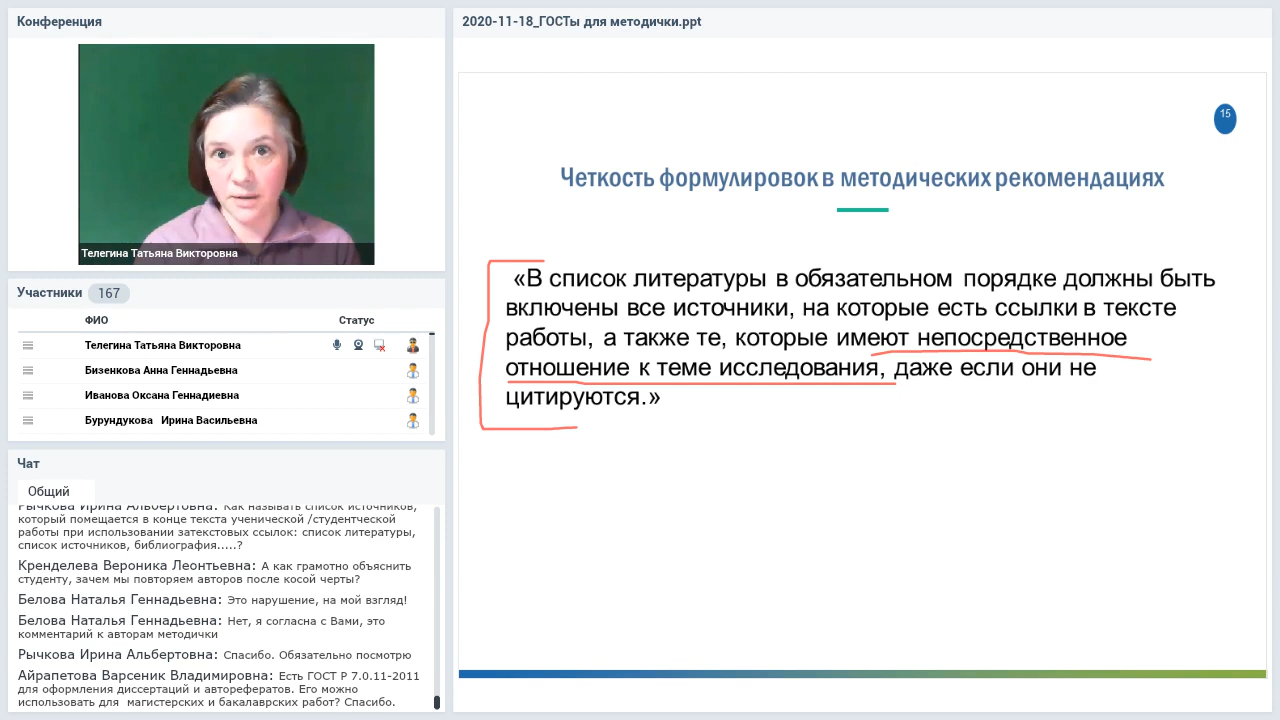 Конференция
Телегина Татьяна Викторовна
Участники 167
ФИО Статус
Телегина Татьяна Викторовна
Бизенкова Анна Геннадьевна
Иванова Оксана Геннадиевна
Бурундукова Ирина Васильевна
Чат
Общий
Рычкова Ирина Альбертовна: Как называть список источников,
который помещается в конце текста ученической /студентческой
работы при использовании затекстовых ссылок: список литературы,
список источников, библиография.....?
Кренделева Вероника Леонтьевна: А как грамотно объяснить
студенту, зачем мы повторяем авторов после косой черты?
Белова Наталья Геннадьевна: Это нарушение, на мой взгляд!
Белова Наталья Геннадьевна: Нет, я согласна с Вами, это
комментарий к авторам методички
Рычкова Ирина Альбертовна: Спасибо. Обязательно посмотрю
Айрапетова Варсеник Владимировна: Есть ГОСТ Р 7.0.11-2011
для оформления диссертаций и авторефератов. Его можно
использовать для магистерских и бакалаврских работ? Спасибо.
2020-11-18_ГОСТы для методички.ppt
15
Четкость формулировок в методических рекомендациях
«В список литературы в обязательном порядке должны быть
включены все источники, на которые есть ссылки в тексте
работы, а также те, которые имеют непосредственное
отношение к теме исследования, даже если они не
цитируются.»